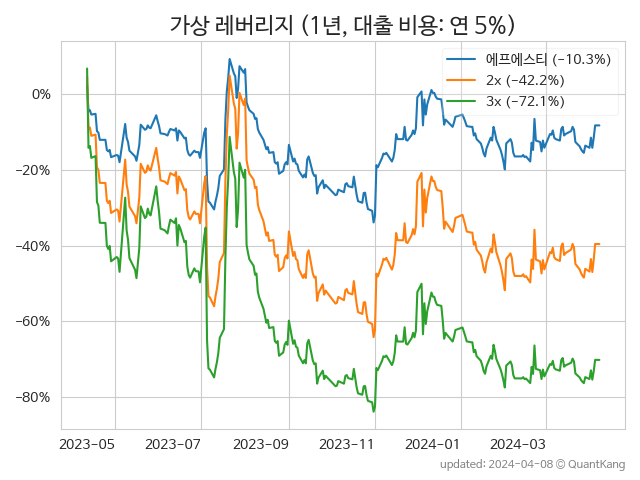 가상 레버리지 (1년, 대출 비용: 연 5%)
에프에스티 (−10.3%)
2x (−42.2%)
3x (−72.1%)
0%
−20%
−40%
−60%
−80%
2023−05 2023−07 2023−09 2023−11 2024−01 2024−03
updated: 2024−04−08 © QuantKang